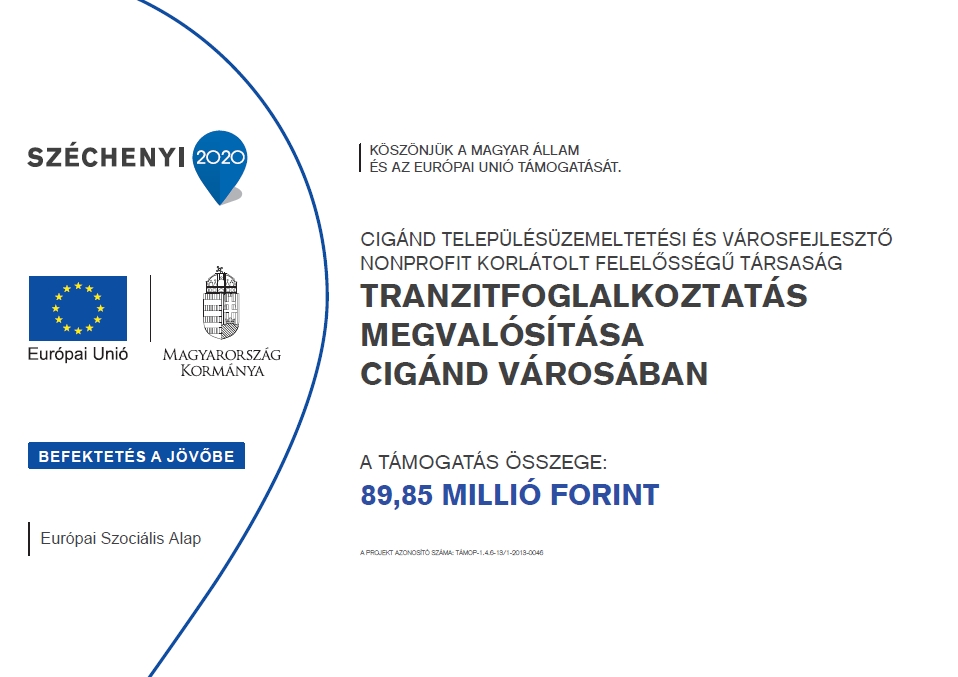 SZÉCHENYI 2020
Európai Unió
MAGYARORSZÁG
KORMÁNYA
BEFEKTETÉS A JÖVŐBE
Európai Szociális Alap
KÖSZÖNJÜK A MAGYAR ÁLLAM
ÉS AZ EURÓPAI UNIÓ TÁMOGATÁSÁT.
CIGÁND TELEPÜLÉSÜZEMELTETÉSI ÉS VÁROSFEJLESZTŐ
NONPROFIT KORLÁTOLT FELELŐSSÉGŰ TÁRSASÁG
TRANZITFOGLALKOZTATÁS
MEGVALÓSÍTÁSA
CIGÁND VÁROSÁBAN
A TÁMOGATÁS ÖSSZEGE:
89,85 MILLIÓ FORINT
A PROJEKT AZONOSÍTÓ SZÁMA: TÁMOP-1.4.6-13/1-2013-0046